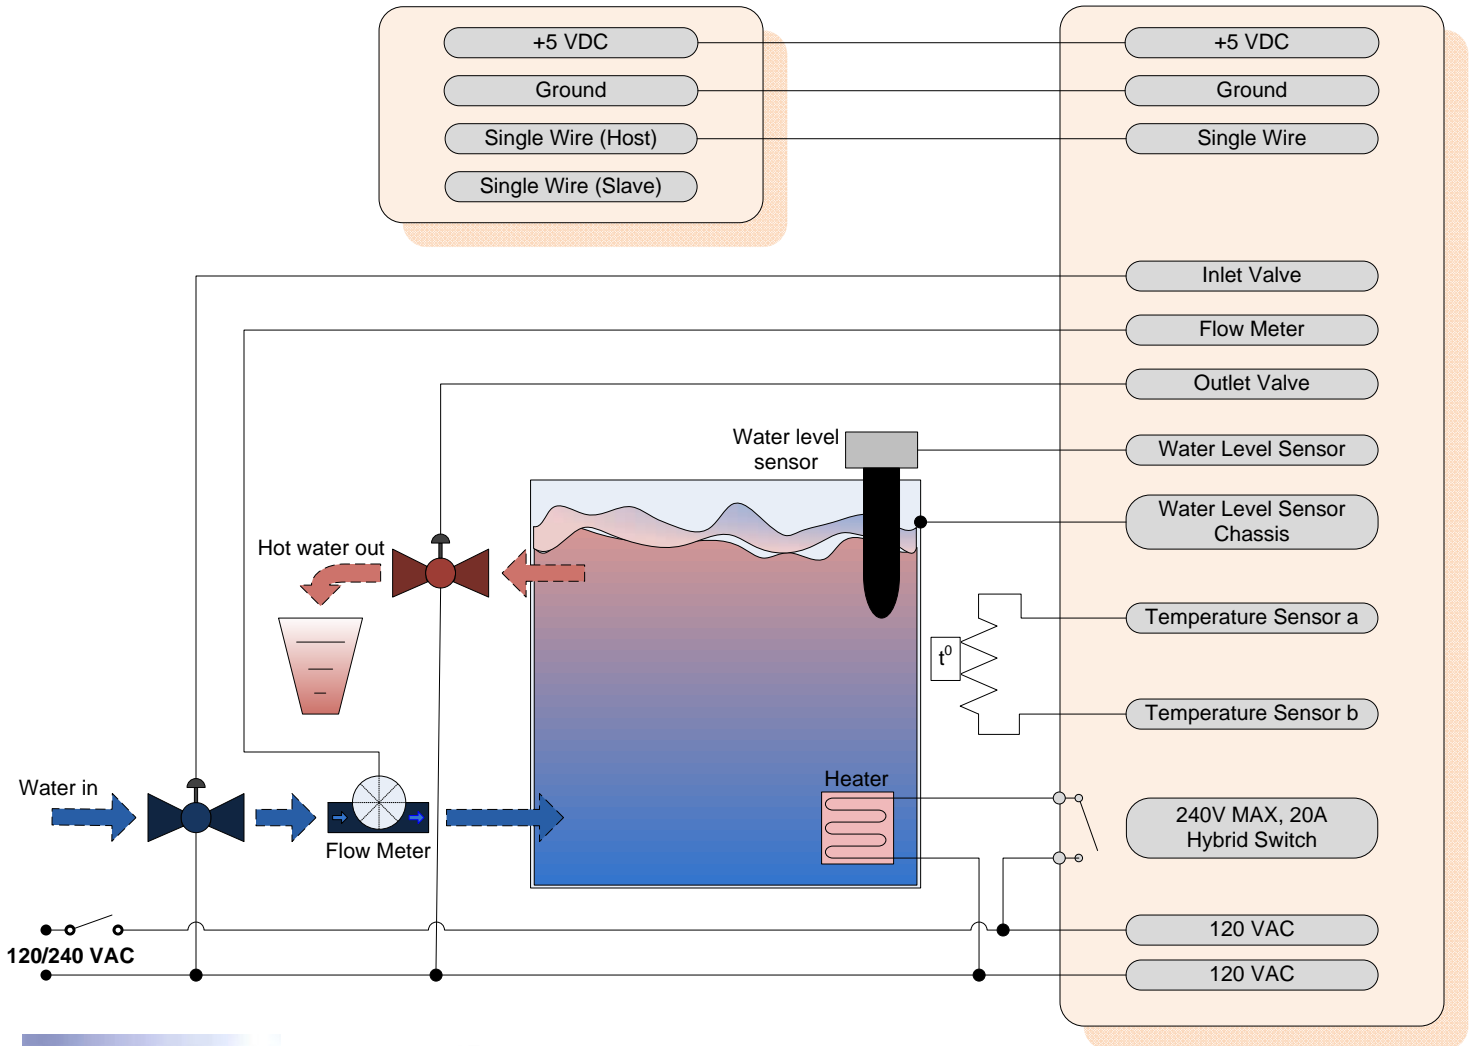 +5 VDC
Ground
Single Wire (Host)
Single Wire (Slave)
+5 VDC
Ground
Single Wire
Inlet Valve
Flow Meter
Outlet Valve
Water Level Sensor
Water Level Sensor
Chassis
Temperature Sensor a
Temperature Sensor b
240V MAX, 20A
Hybrid Switch
120 VAC
120 VAC
Water level
sensor
Hot water out
t⁰
Water in
Flow Meter
Heater
120/240 VAC